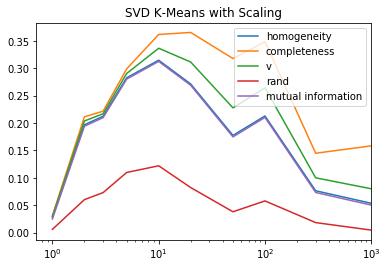 SVD K-Means with Scaling
homogeneity
completeness
v
rand
mutual information
0.35
0.30
0.25
0.20
0.15
0.10
0.05
0.00
10⁰
10¹
10²
10³